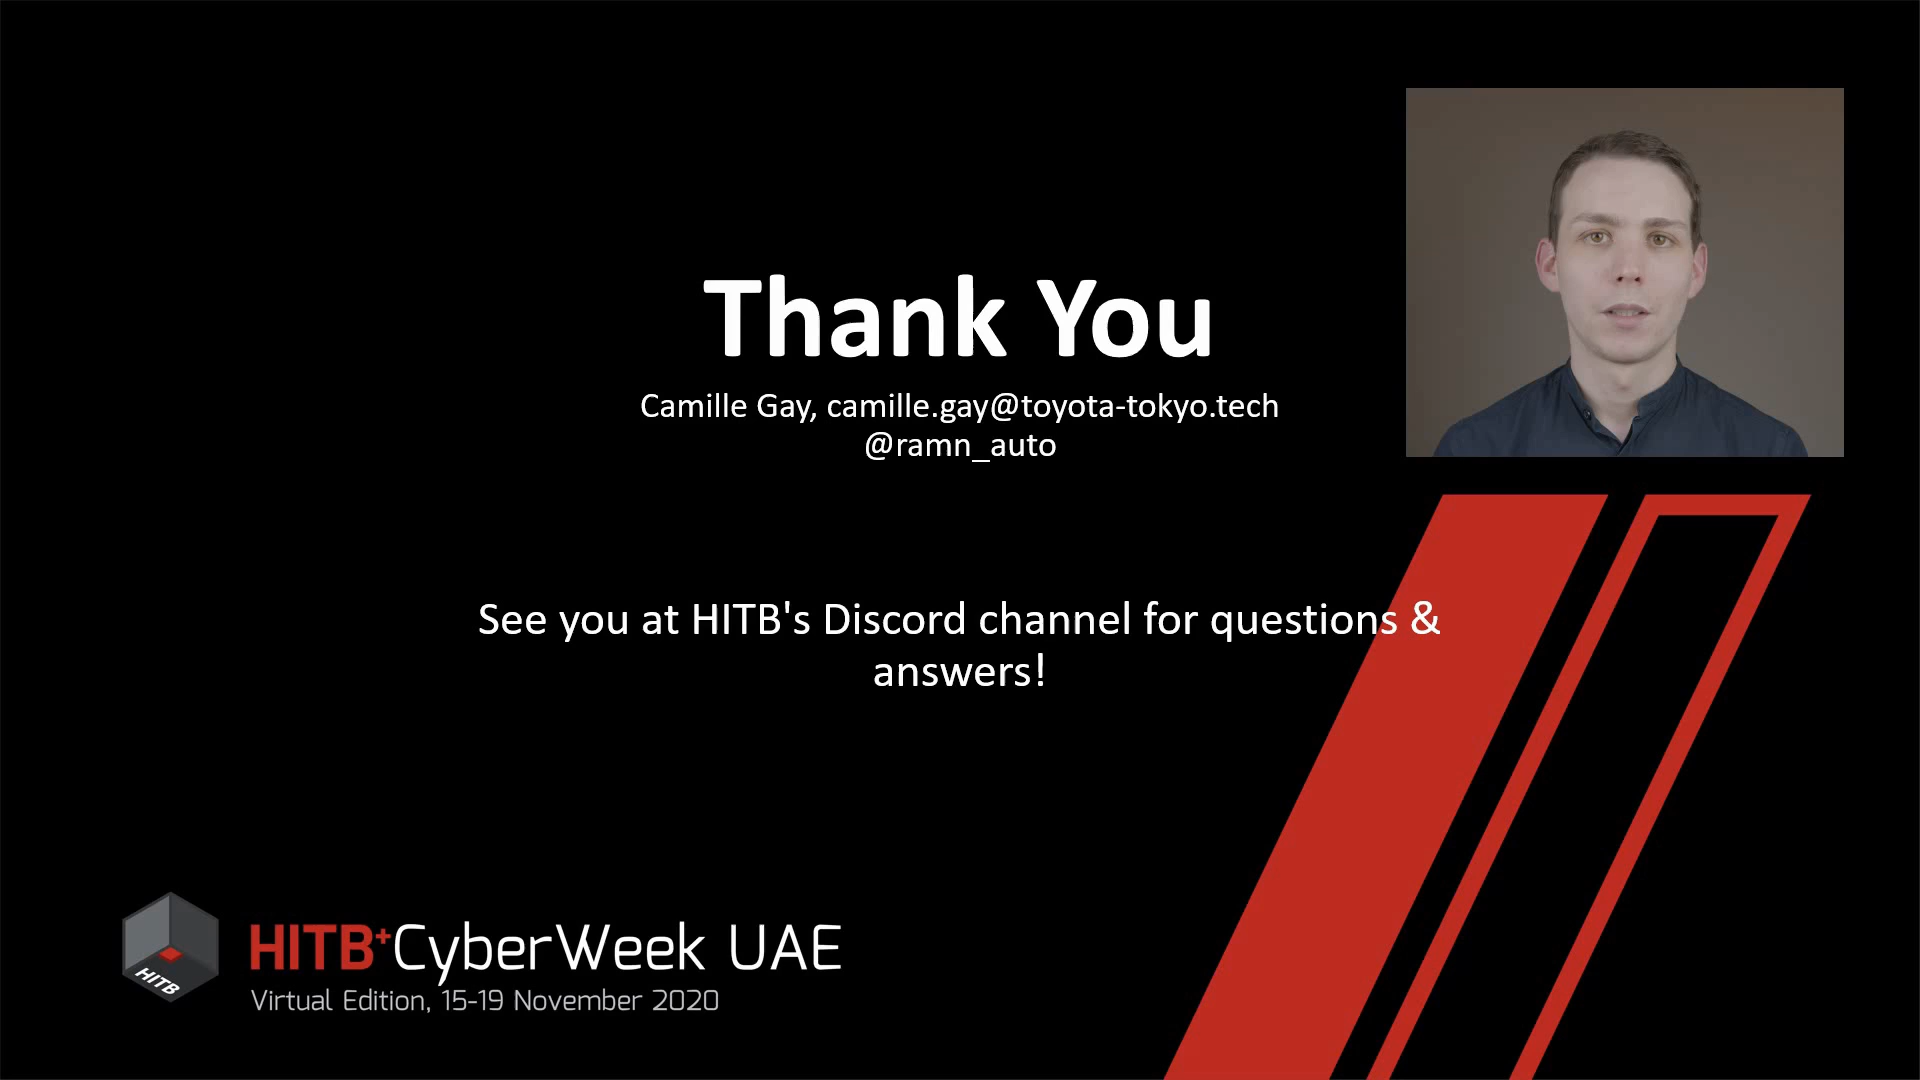 Thank You
Camille Gay, camille.gay@toyota-tokyo.tech
@ramn_auto
See you at HITB's Discord channel for questions &
answers!
HITB
HITB+CyberWeek UAE
Virtual Edition, 15-19 November 2020